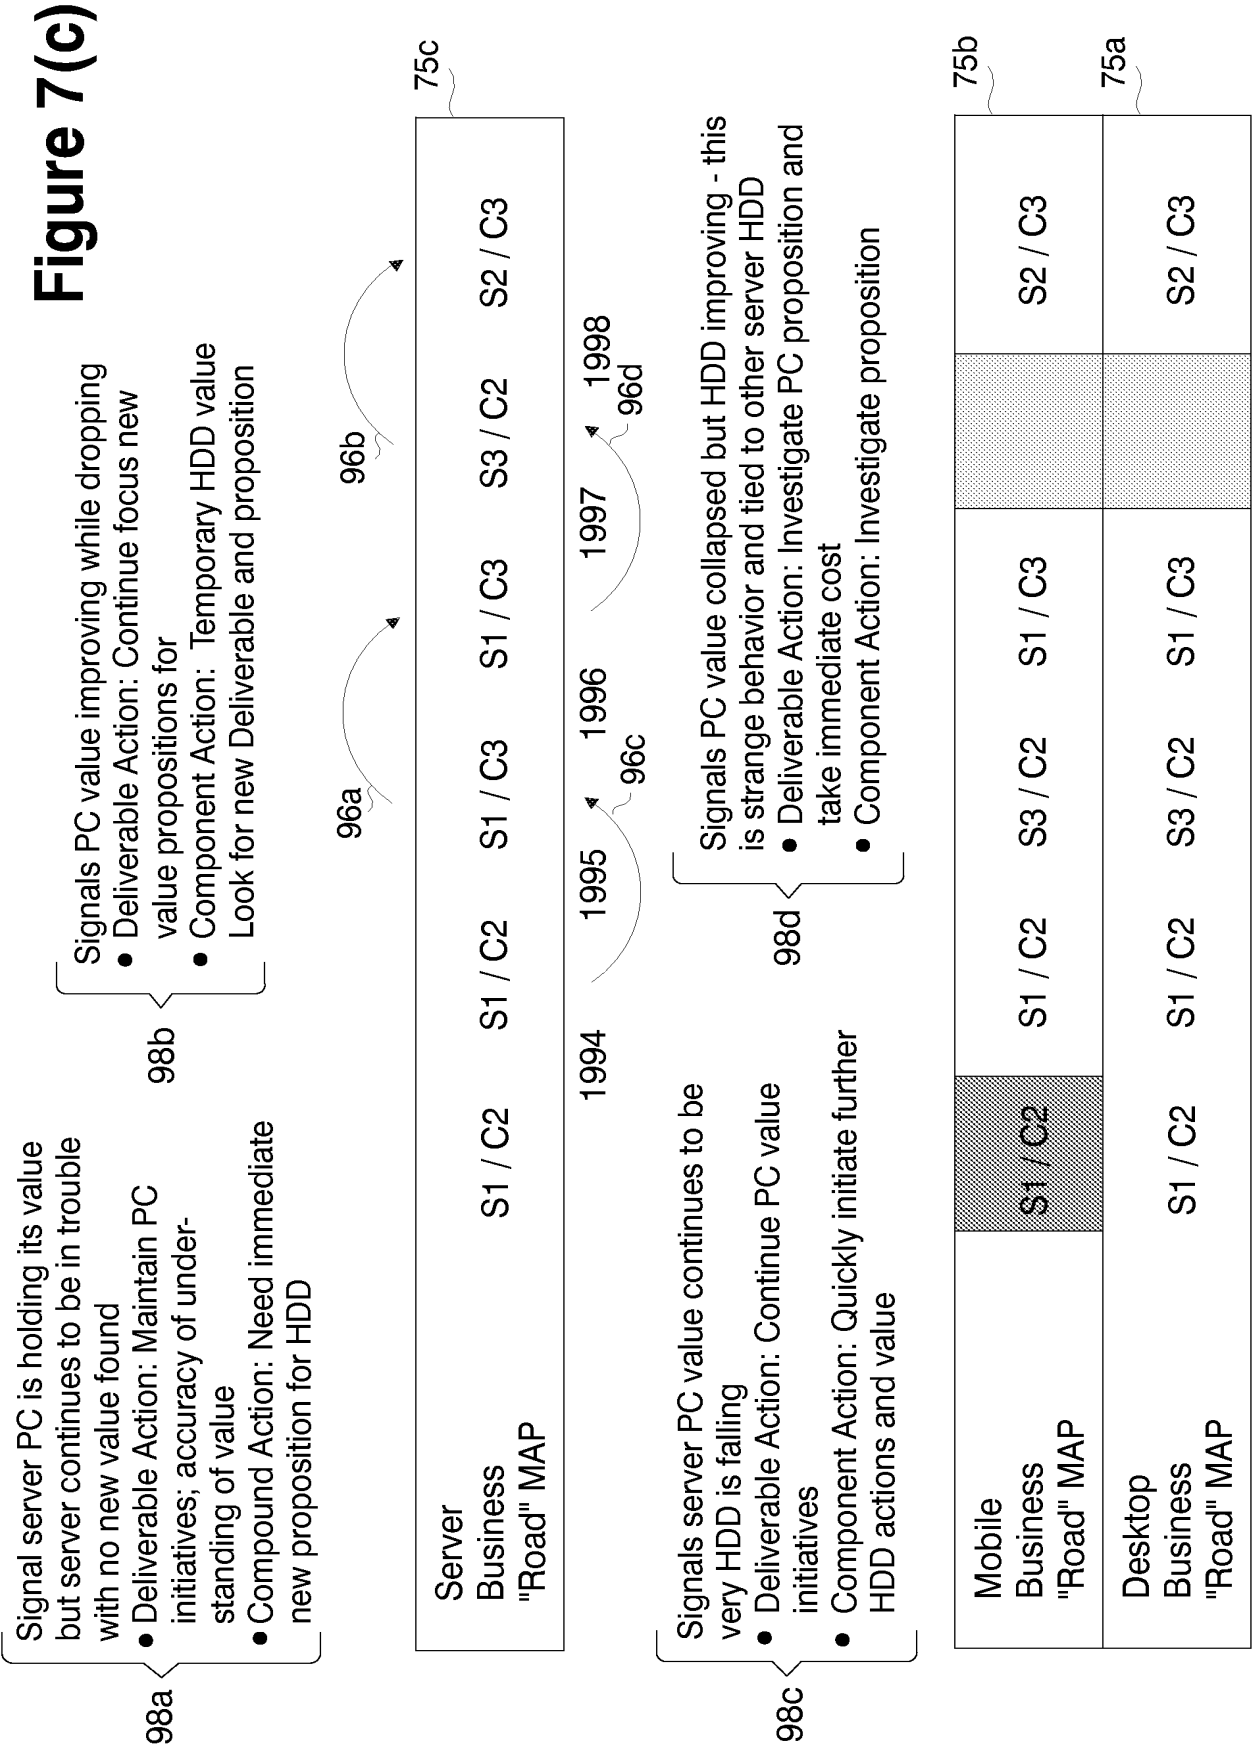 Figure 7(c)
98a
Signal server PC is holding its value
but server continues to be in trouble
with no new value found
● Deliverable Action: Maintain PC
initiatives; accuracy of under-
standing of value
● Compound Action: Need immediate
new proposition for HDD
98b
Signals PC value improving while dropping
● Deliverable Action: Continue focus new
value propositions for
● Component Action: Temporary HDD value
Look for new Deliverable and proposition
96a
96b
75c
Server
Business
"Road" MAP
S1 / C2
S1 / C2
S1 / C3
S1 / C3
S3 / C2
S2 / C3
1994
1995
1996
1997
1998
96c
96d
98c
Signals server PC value continues to be
very HDD is falling
● Deliverable Action: Continue PC value
initiatives
● Component Action: Quickly initiate further
HDD actions and value
98d
Signals PC value collapsed but HDD improving - this
is strange behavior and tied to other server HDD
● Deliverable Action: Investigate PC proposition and
take immediate cost
● Component Action: Investigate proposition
75b
Mobile
Business
"Road" MAP
S1 / C2
S1 / C2
S3 / C2
S1 / C3
S2 / C3
75a
Desktop
Business
"Road" MAP
S1 / C2
S1 / C2
S3 / C2
S1 / C3
S2 / C3